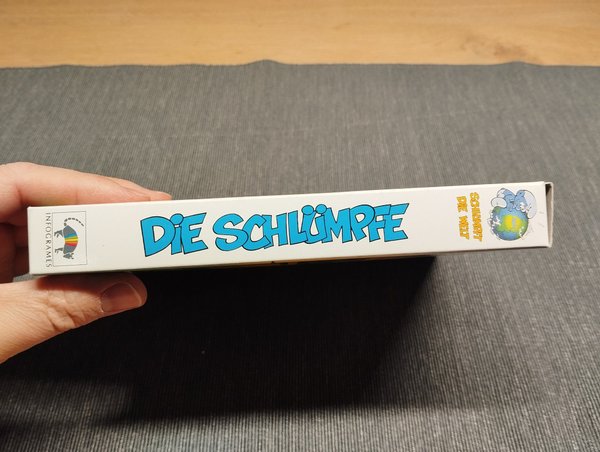 INFOGRAMES
DIE SCHLÜMPFE
SCHLUMPFT
DIE WELT